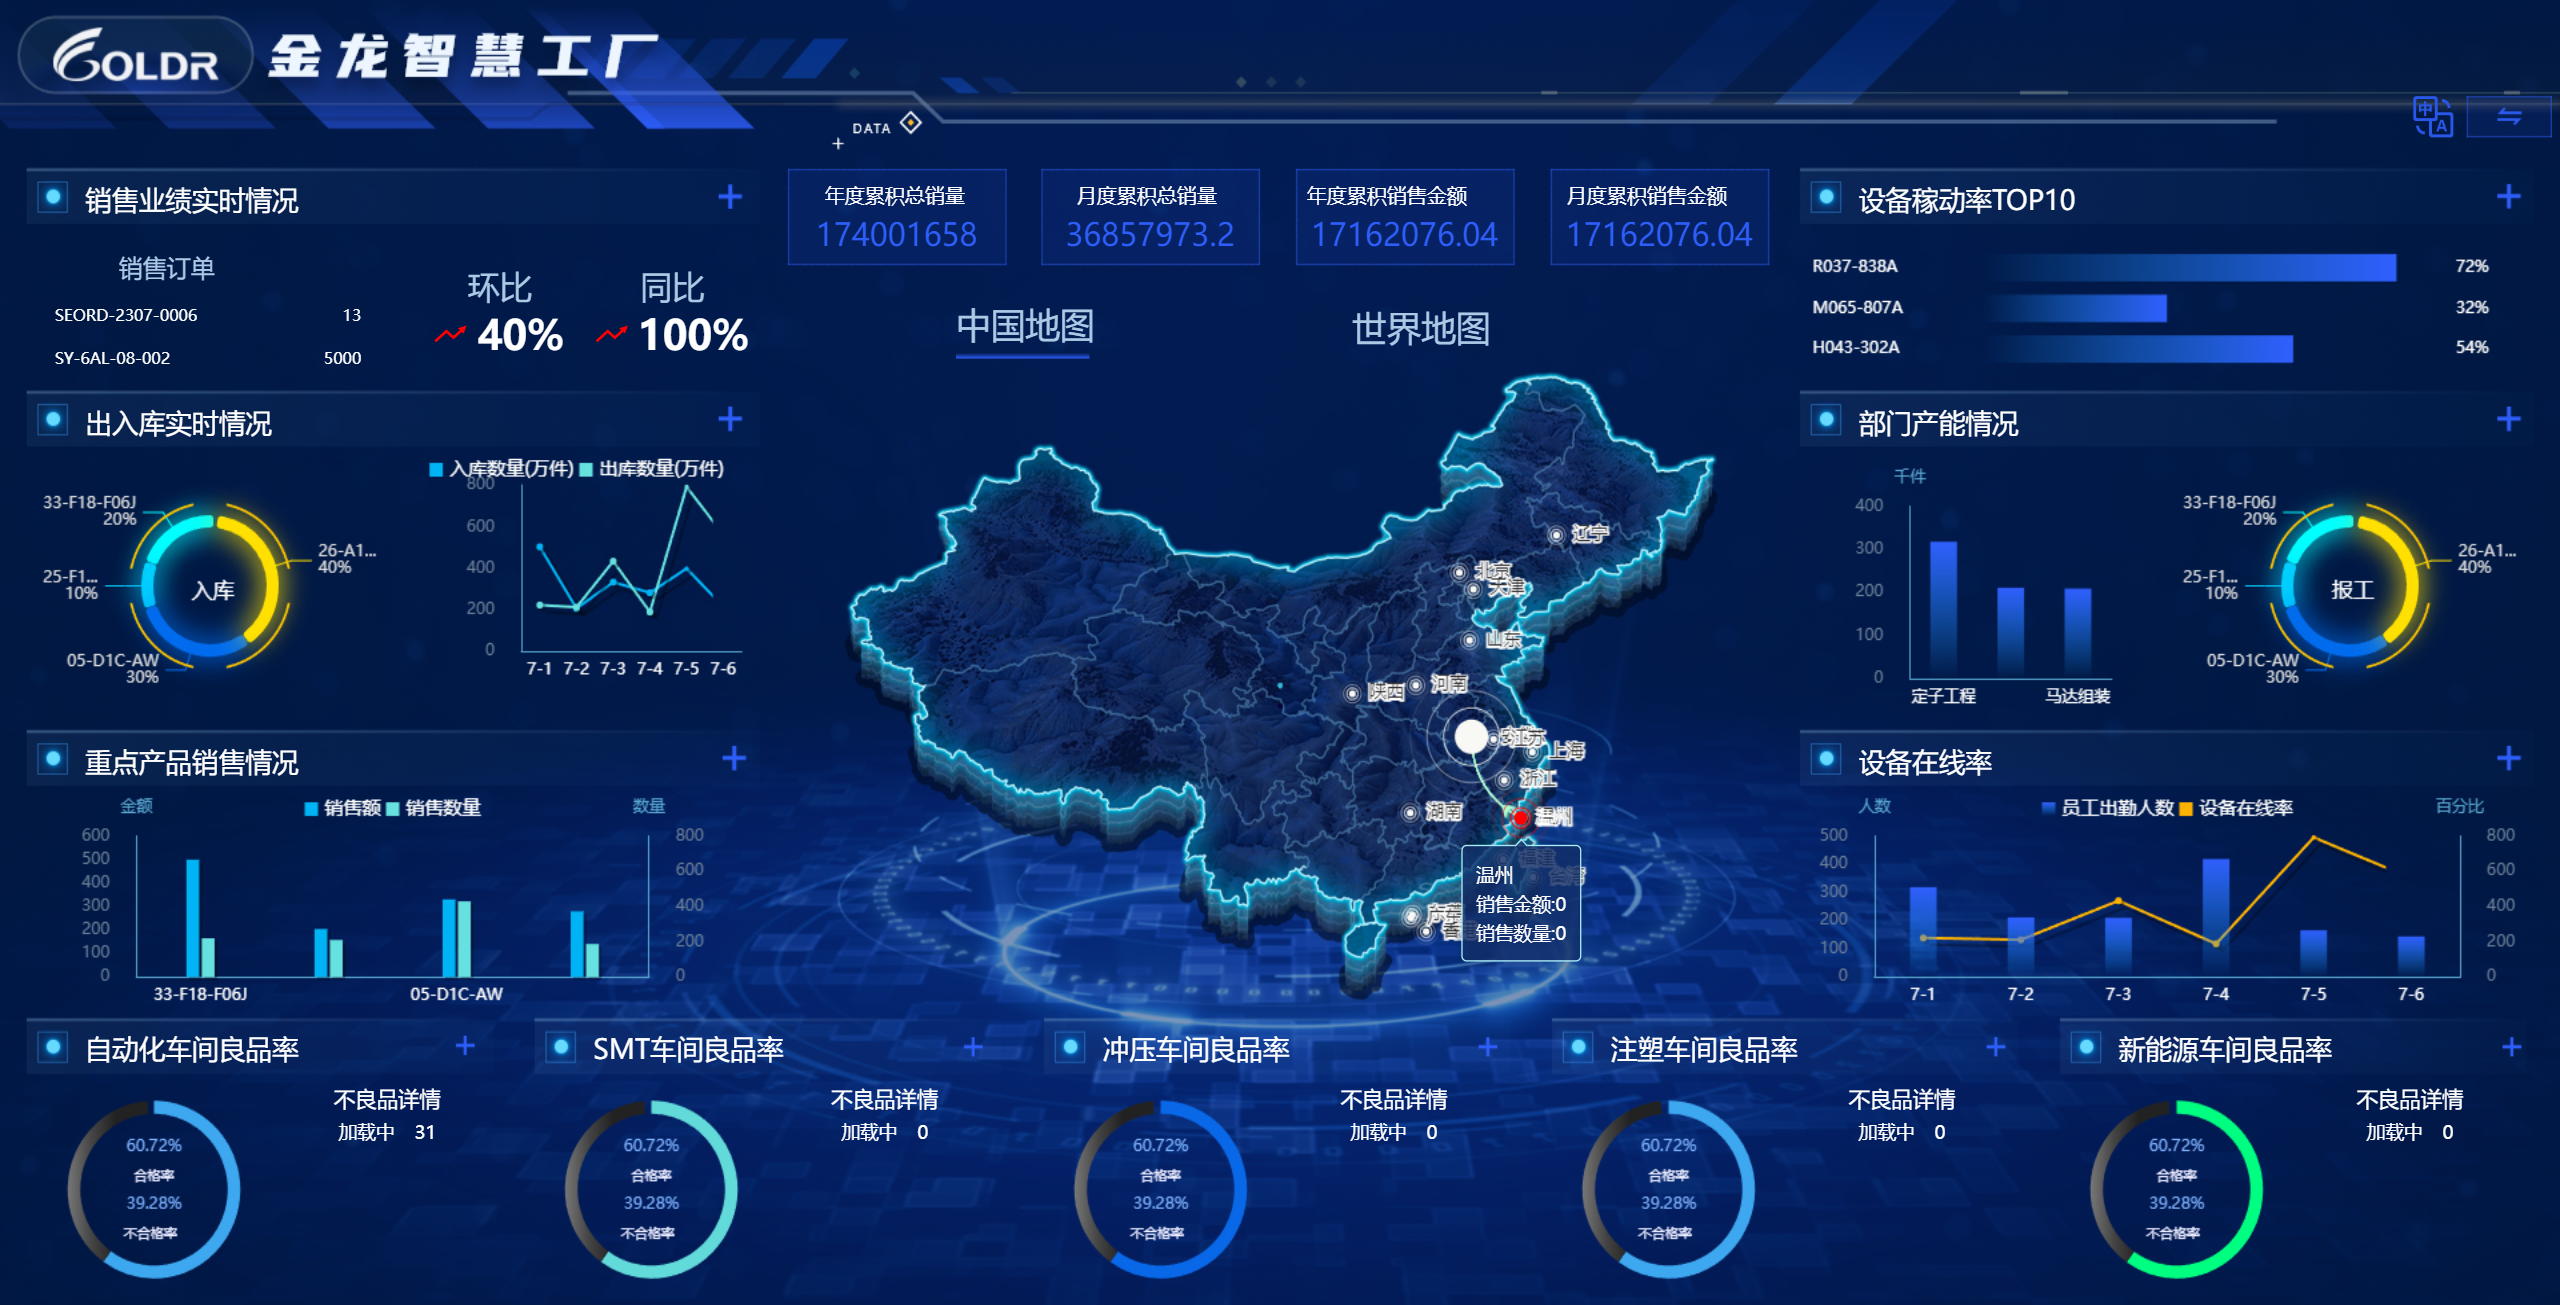 GOLDR 金龙智慧工厂
DATA
中 A
销售业绩实时情况
销售订单
SEORD-2307-0006 13
SY-6AL-08-002 5000
环比
40%
同比
100%
年度累积总销量
174001658
月度累积总销量
36857973.2
年度累积销售金额
17162076.04
月度累积销售金额
17162076.04
中国地图
世界地图
设备稼动率TOP10
R037-838A 72%
M065-807A 32%
H043-302A 54%
出入库实时情况
33-F18-F06J
20%
26-A1...
40%
25-F1...
10%
05-D1C-AW
30%
入库
入库数量(万件) 出库数量(万件)
800
600
400
200
0
7-1 7-2 7-3 7-4 7-5 7-6
辽宁
北京
天津
山东
陕西
河南
江苏
上海
浙江
湖南
温州
福建
台湾
温州
销售金额:0
销售数量:0
部门产能情况
千件
400
300
200
100
0
定子工程 马达组装
33-F18-F06J
20%
26-A1...
40%
25-F1...
10%
05-D1C-AW
30%
报工
重点产品销售情况
金额 销售额 销售数量 数量
600
500
400
300
200
100
0
800
600
400
200
0
33-F18-F06J 05-D1C-AW
设备在线率
人数 员工出勤人数 设备在线率 百分比
500
400
300
200
100
0
800
600
400
200
0
7-1 7-2 7-3 7-4 7-5 7-6
自动化车间良品率
不良品详情
加载中 31
60.72%
合格率
39.28%
不合格率
SMT车间良品率
不良品详情
加载中 0
60.72%
合格率
39.28%
不合格率
冲压车间良品率
不良品详情
加载中 0
60.72%
合格率
39.28%
不合格率
注塑车间良品率
不良品详情
加载中 0
60.72%
合格率
39.28%
不合格率
新能源车间良品率
不良品详情
加载中 0
60.72%
合格率
39.28%
不合格率